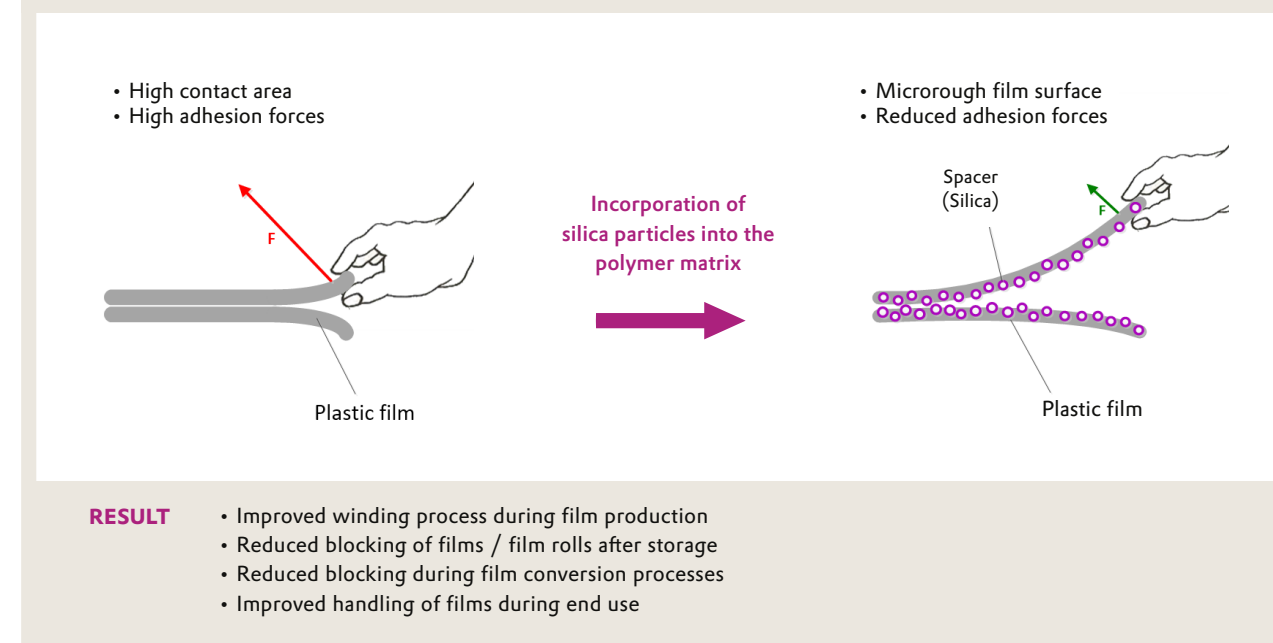 • High contact area
• High adhesion forces
F
Plastic film
Incorporation of
silica particles into the
polymer matrix
• Microrough film surface
• Reduced adhesion forces
Spacer
(Silica)
F
Plastic film
RESULT
• Improved winding process during film production
• Reduced blocking of films / film rolls after storage
• Reduced blocking during film conversion processes
• Improved handling of films during end use